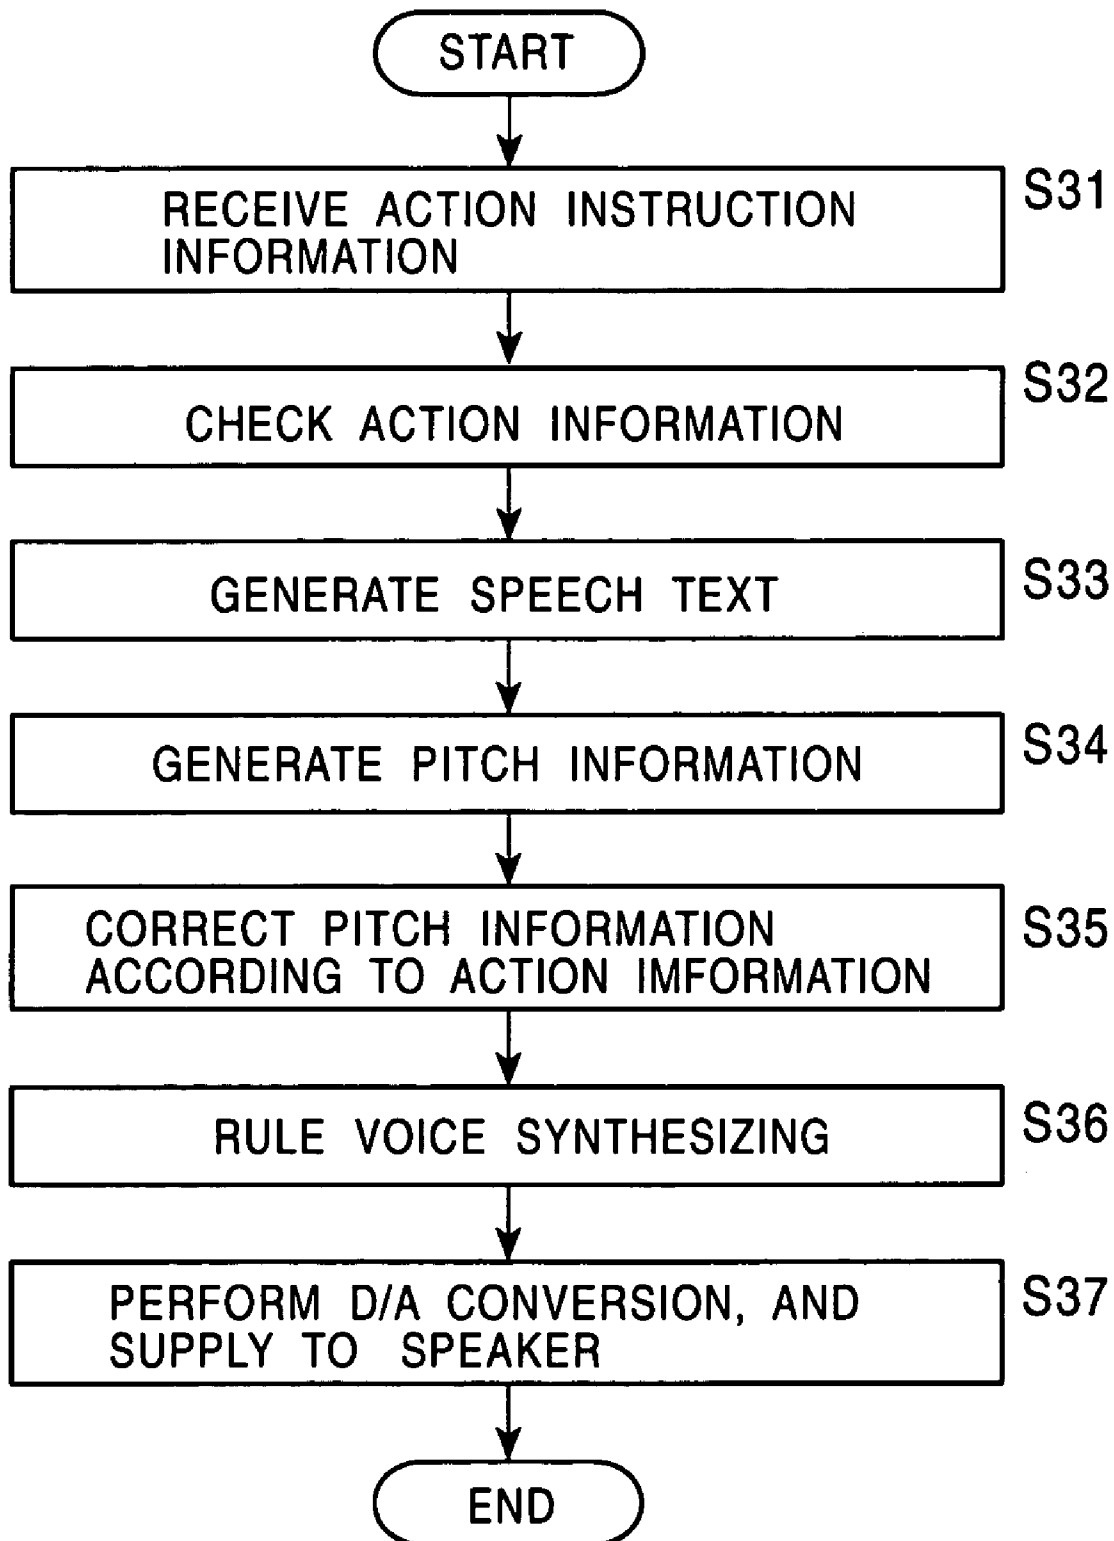 START
S31
RECEIVE ACTION INSTRUCTION
INFORMATION
S32
CHECK ACTION INFORMATION
S33
GENERATE SPEECH TEXT
S34
GENERATE PITCH INFORMATION
S35
CORRECT PITCH INFORMATION
ACCORDING TO ACTION IMFORMATION
S36
RULE VOICE SYNTHESIZING
S37
PERFORM D/A CONVERSION, AND
SUPPLY TO SPEAKER
END